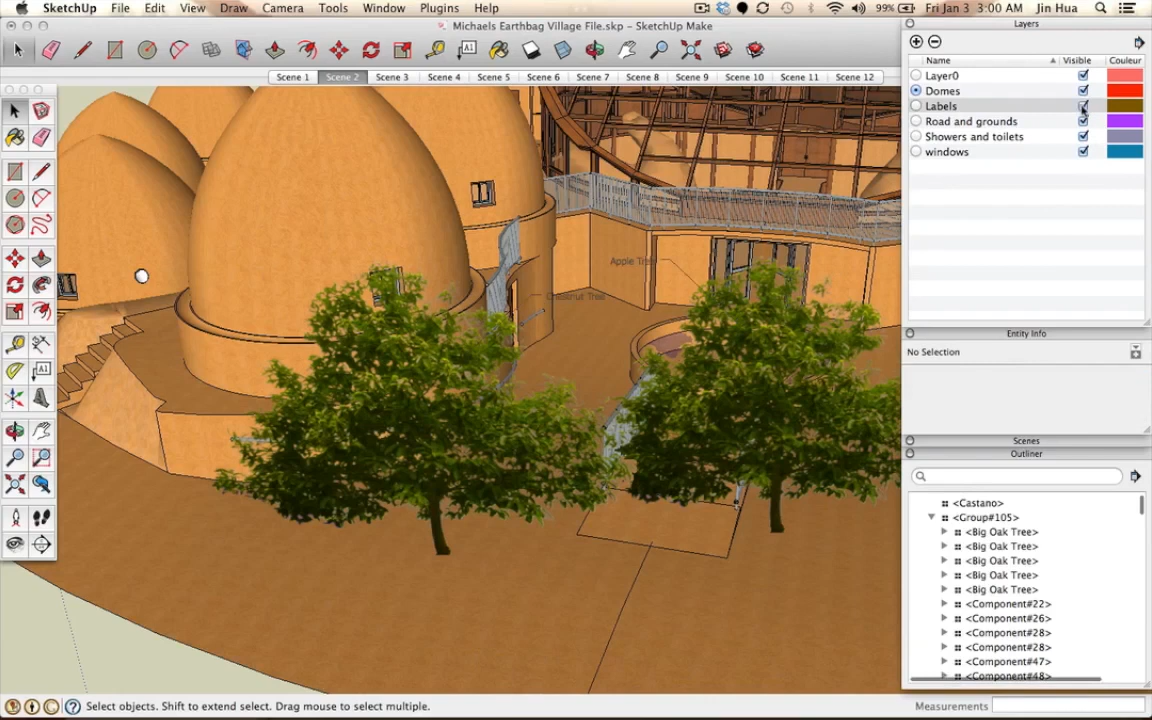 SketchUp File Edit View Draw Camera Tools Window Plugins Help 99% Fri Jan 3 3:00 AM Jin Hua
Michaels Earthbag Village File.skp - SketchUp Make
Layers
Scene 1 Scene 2 Scene 3 Scene 4 Scene 5 Scene 6 Scene 7 Scene 8 Scene 9 Scene 10 Scene 11 Scene 12
Name Visible Couleur
Layer0
Domes
Labels
Road and grounds
Showers and toilets
windows
Apple Tree
Chestnut Tree
Entity Info
No Selection
Scenes
Outliner
<Castano>
<Group#105>
<Big Oak Tree>
<Big Oak Tree>
<Big Oak Tree>
<Big Oak Tree>
<Big Oak Tree>
<Component#22>
<Component#26>
<Component#28>
<Component#28>
<Component#47>
<Component#48>
Select objects. Shift to extend select. Drag mouse to select multiple.
Measurements